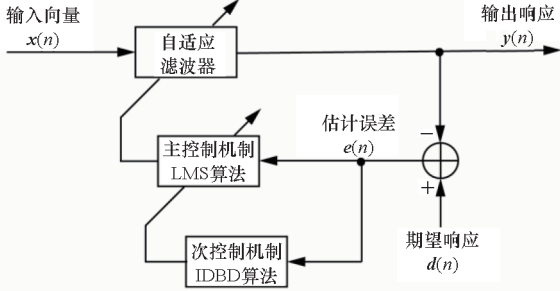 输入向量
x(n)
自适应
滤波器
输出响应
y(n)
估计误差
e(n)
−
+
主控制机制
LMS算法
期望响应
d(n)
次控制机制
IDBD算法